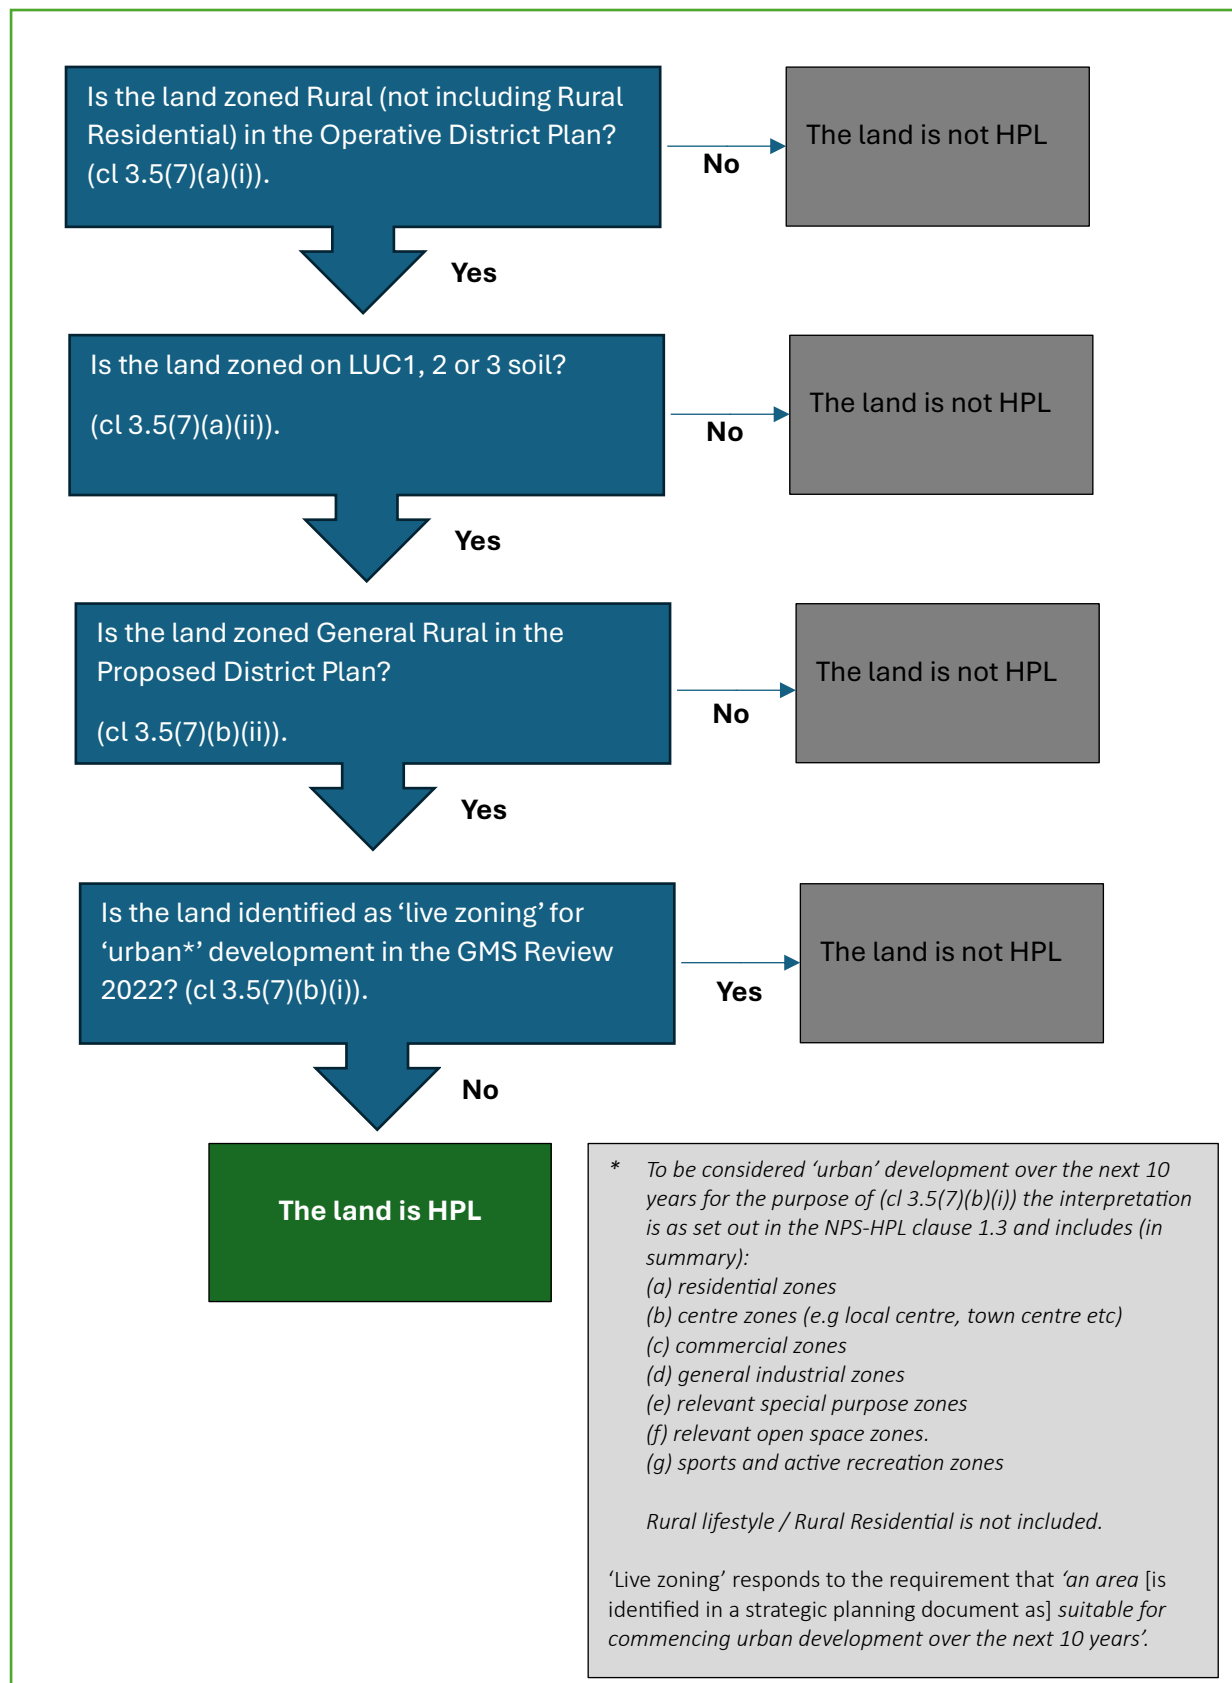 Is the land zoned Rural (not including Rural
Residential) in the Operative District Plan?
(cl 3.5(7)(a)(i)).
No
The land is not HPL
Yes
Is the land zoned on LUC1, 2 or 3 soil?
(cl 3.5(7)(a)(ii)).
No
The land is not HPL
Yes
Is the land zoned General Rural in the
Proposed District Plan?
(cl 3.5(7)(b)(ii)).
No
The land is not HPL
Yes
Is the land identified as ‘live zoning’ for
‘urban*’ development in the GMS Review
2022? (cl 3.5(7)(b)(i)).
Yes
The land is not HPL
No
The land is HPL
* To be considered ‘urban’ development over the next 10
years for the purpose of (cl 3.5(7)(b)(i)) the interpretation
is as set out in the NPS-HPL clause 1.3 and includes (in
summary):
(a) residential zones
(b) centre zones (e.g local centre, town centre etc)
(c) commercial zones
(d) general industrial zones
(e) relevant special purpose zones
(f) relevant open space zones.
(g) sports and active recreation zones
Rural lifestyle / Rural Residential is not included.
‘Live zoning’ responds to the requirement that ‘an area [is
identified in a strategic planning document as] suitable for
commencing urban development over the next 10 years’.